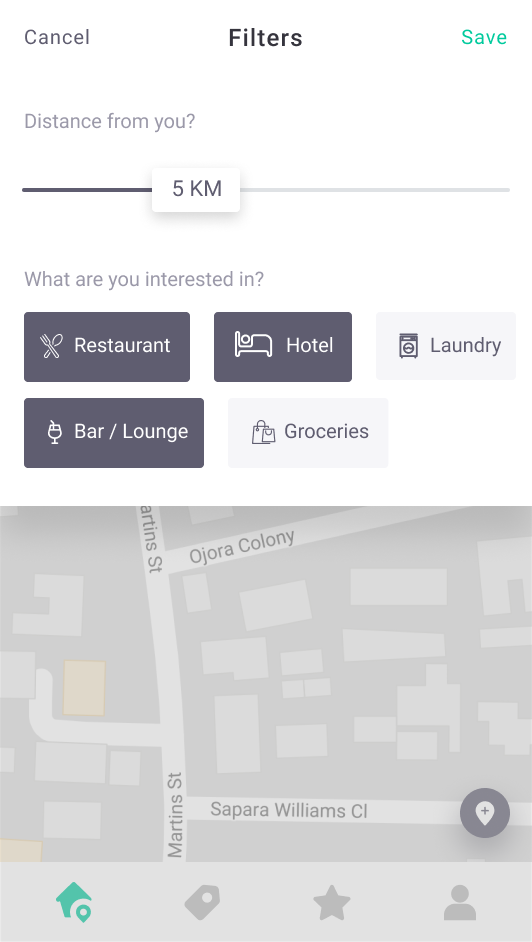 Cancel Filters Save
Distance from you?
5 KM
What are you interested in?
Restaurant Hotel Laundry
Bar / Lounge Groceries
artins St
Ojora Colony
Martins St
Sapara Williams Cl